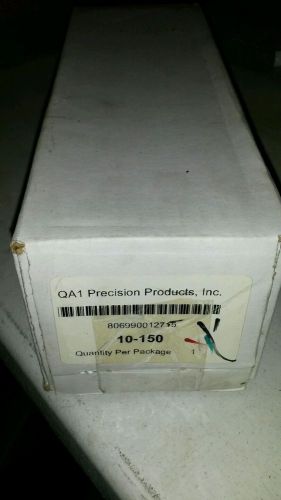 QA1 Precision Products, Inc.
806990012715
10-150
Quantity Per Package 1